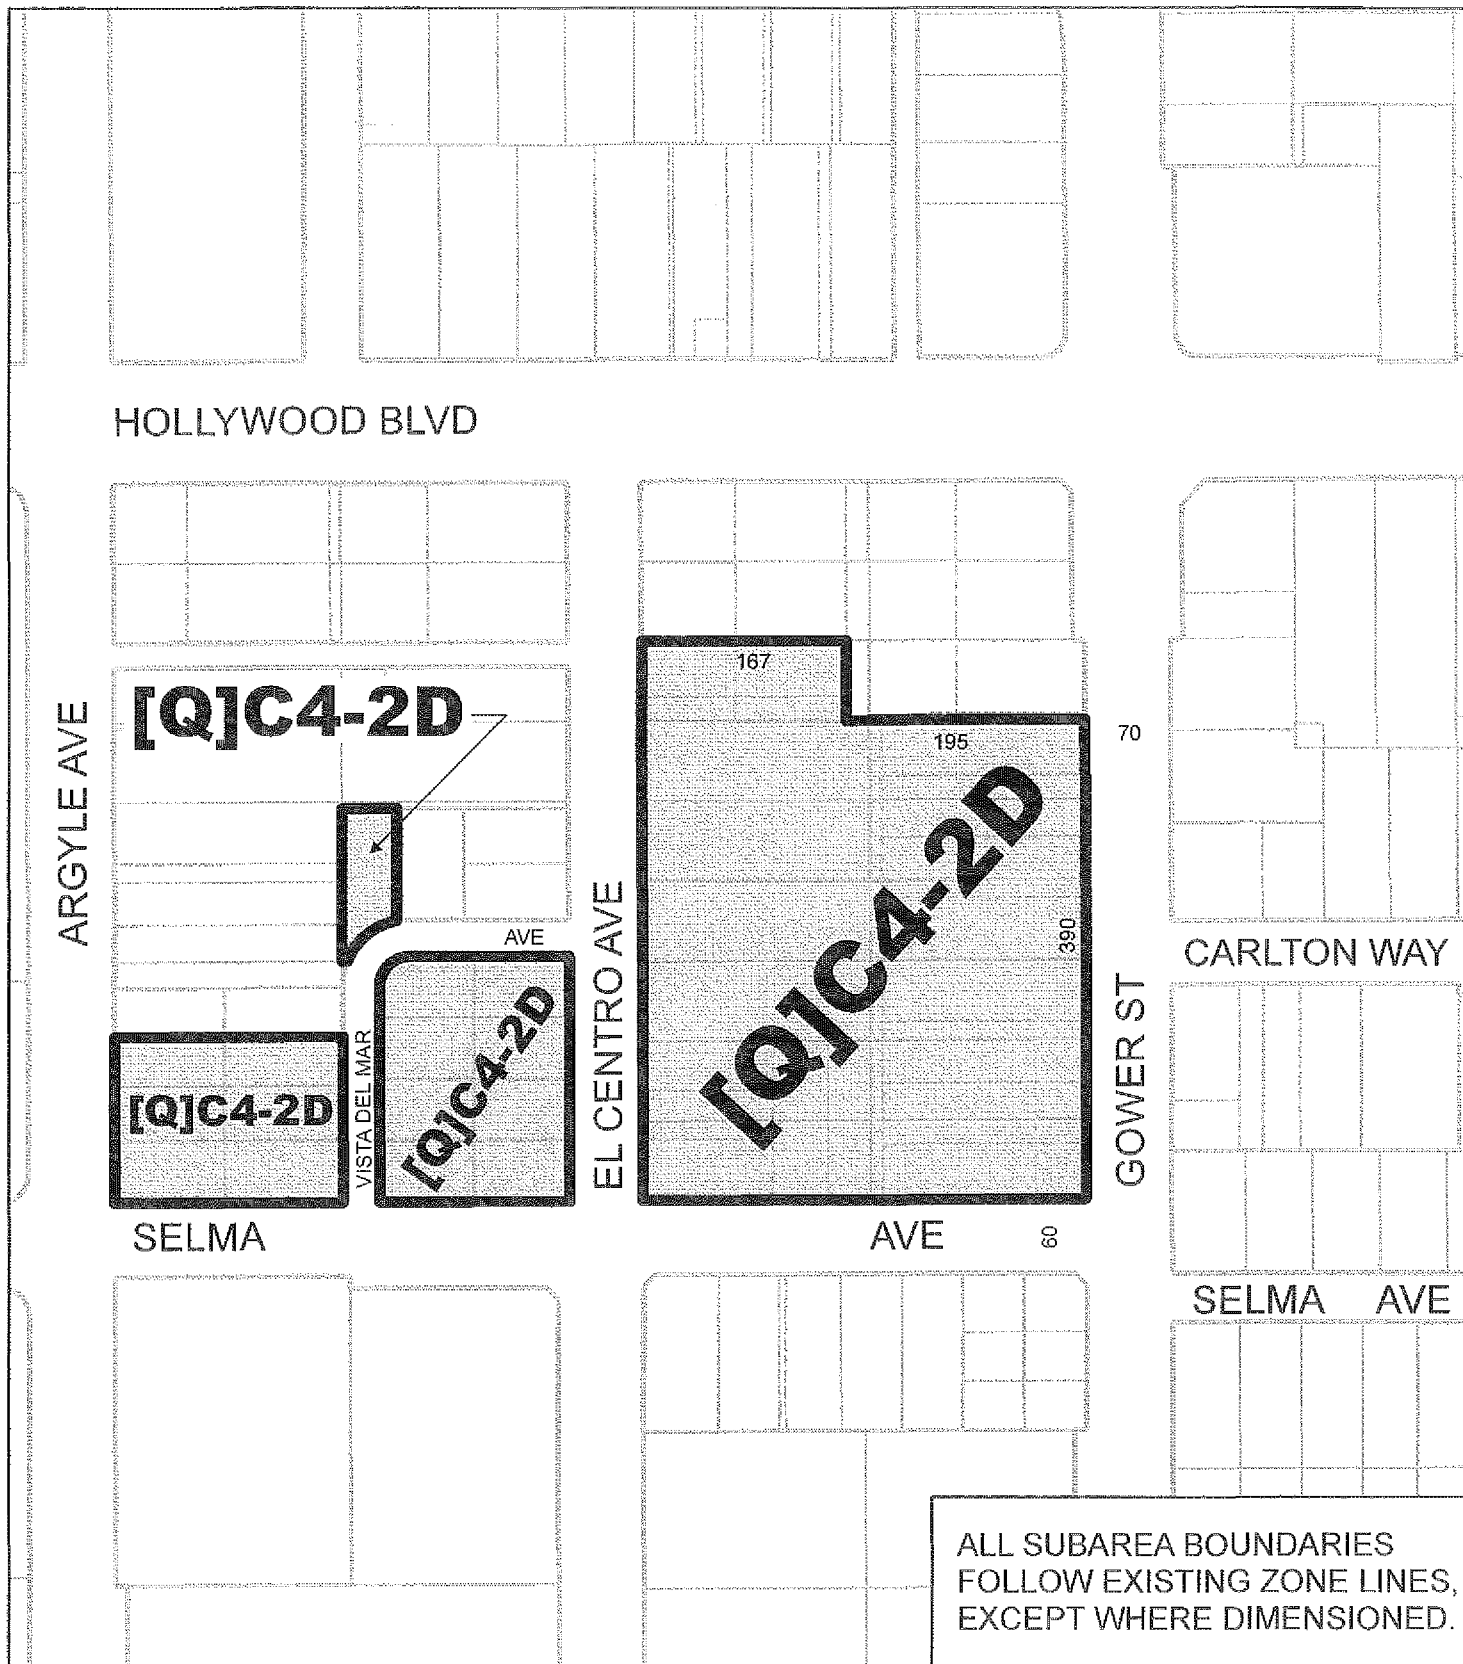 HOLLYWOOD BLVD
167
[Q]C4-2D
ARGYLE AVE
195
70
[Q]C4-2D
390
EL CENTRO AVE
AVE
CARLTON WAY
GOWER ST
[Q]C4-2D
VISTA DEL MAR
[Q]C4-2D
SELMA
AVE
60
SELMA AVE
ALL SUBAREA BOUNDARIES
FOLLOW EXISTING ZONE LINES,
EXCEPT WHERE DIMENSIONED.